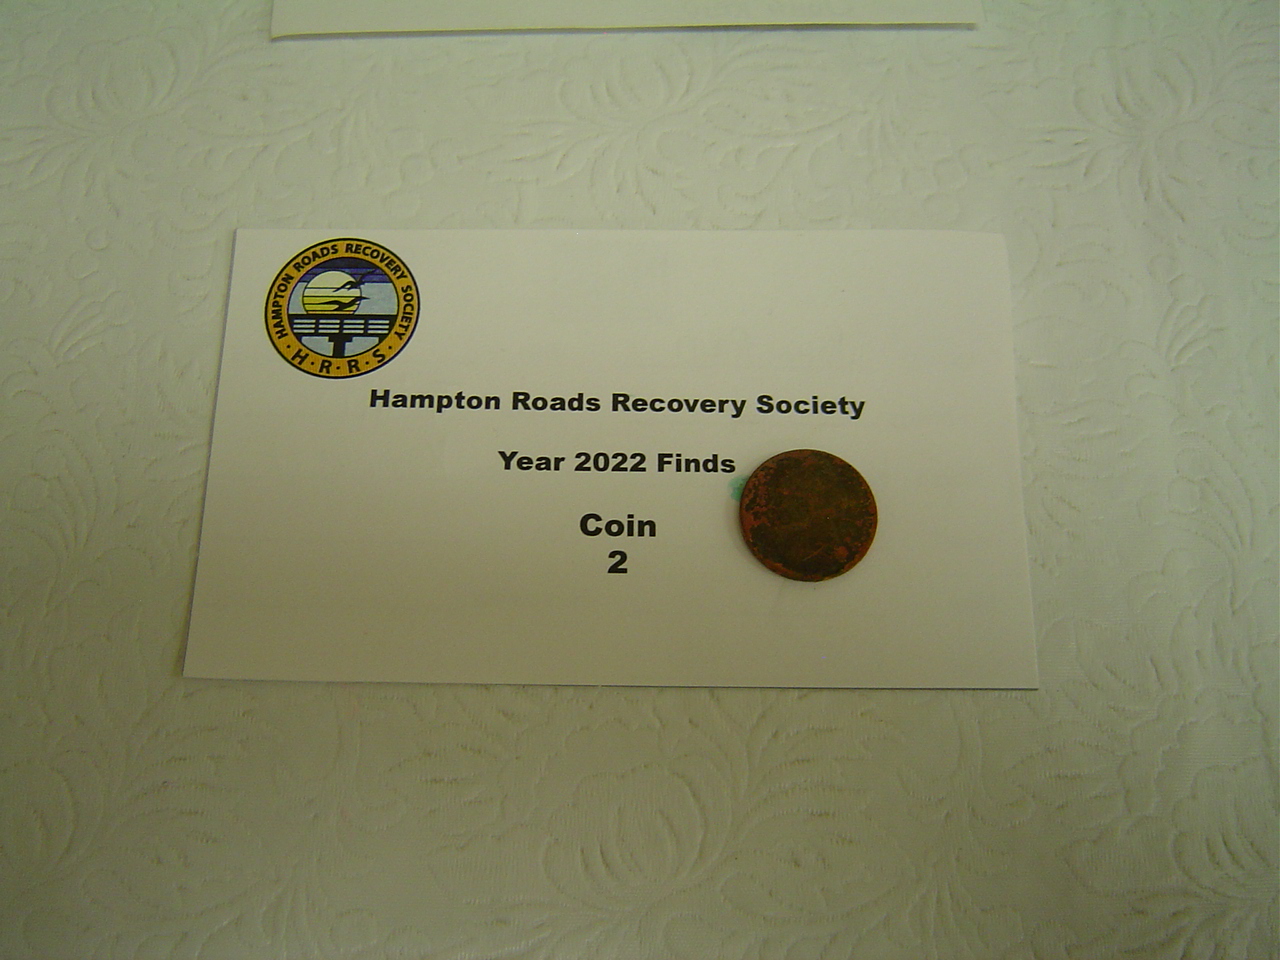 HAMPTON ROADS RECOVERY SOCIETY
· H · R · R · S ·
Hampton Roads Recovery Society
Year 2022 Finds
Coin
2